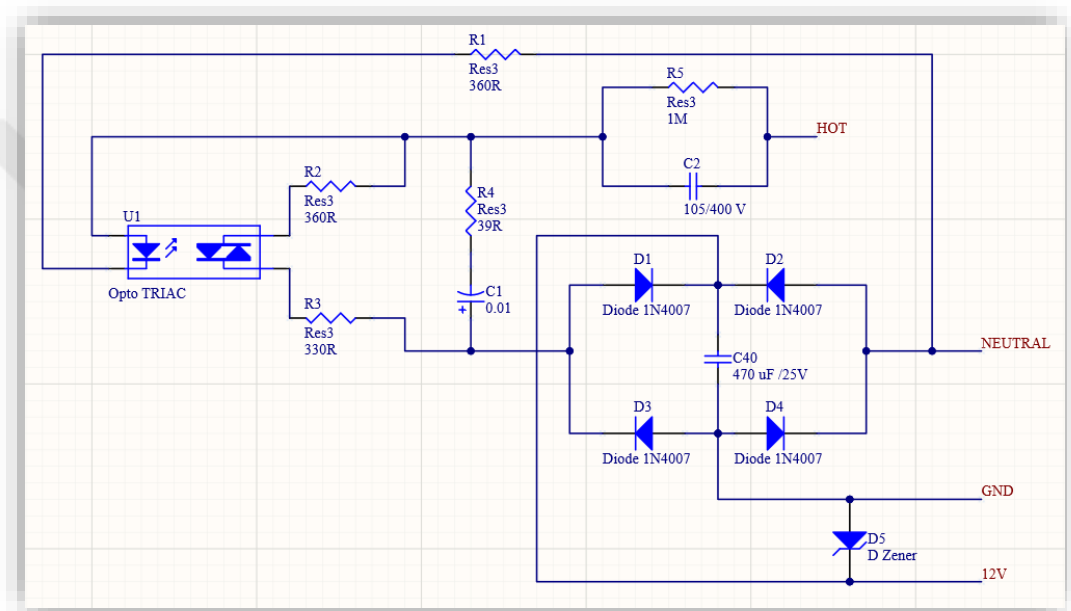 R1
Res3
360R
R5
Res3
1M
HOT
C2
105/400 V
R2
Res3
360R
R4
Res3
39R
U1
Opto TRIAC
D1
Diode 1N4007
D2
Diode 1N4007
C1
0.01
+
R3
Res3
330R
NEUTRAL
C40
470 uF /25V
D3
Diode 1N4007
D4
Diode 1N4007
GND
D5
D Zener
12V